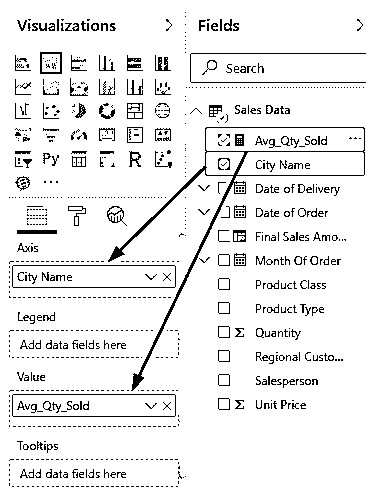 Visualizations
Py
R
Axis
City Name
Legend
Add data fields here
Value
Avg_Qty_Sold
Tooltips
Add data fields here
Fields
Search
Sales Data
Avg_Qty_Sold
City Name
Date of Delivery
Date of Order
Final Sales Amo...
Month Of Order
Product Class
Product Type
Σ Quantity
Regional Custo...
Salesperson
Σ Unit Price